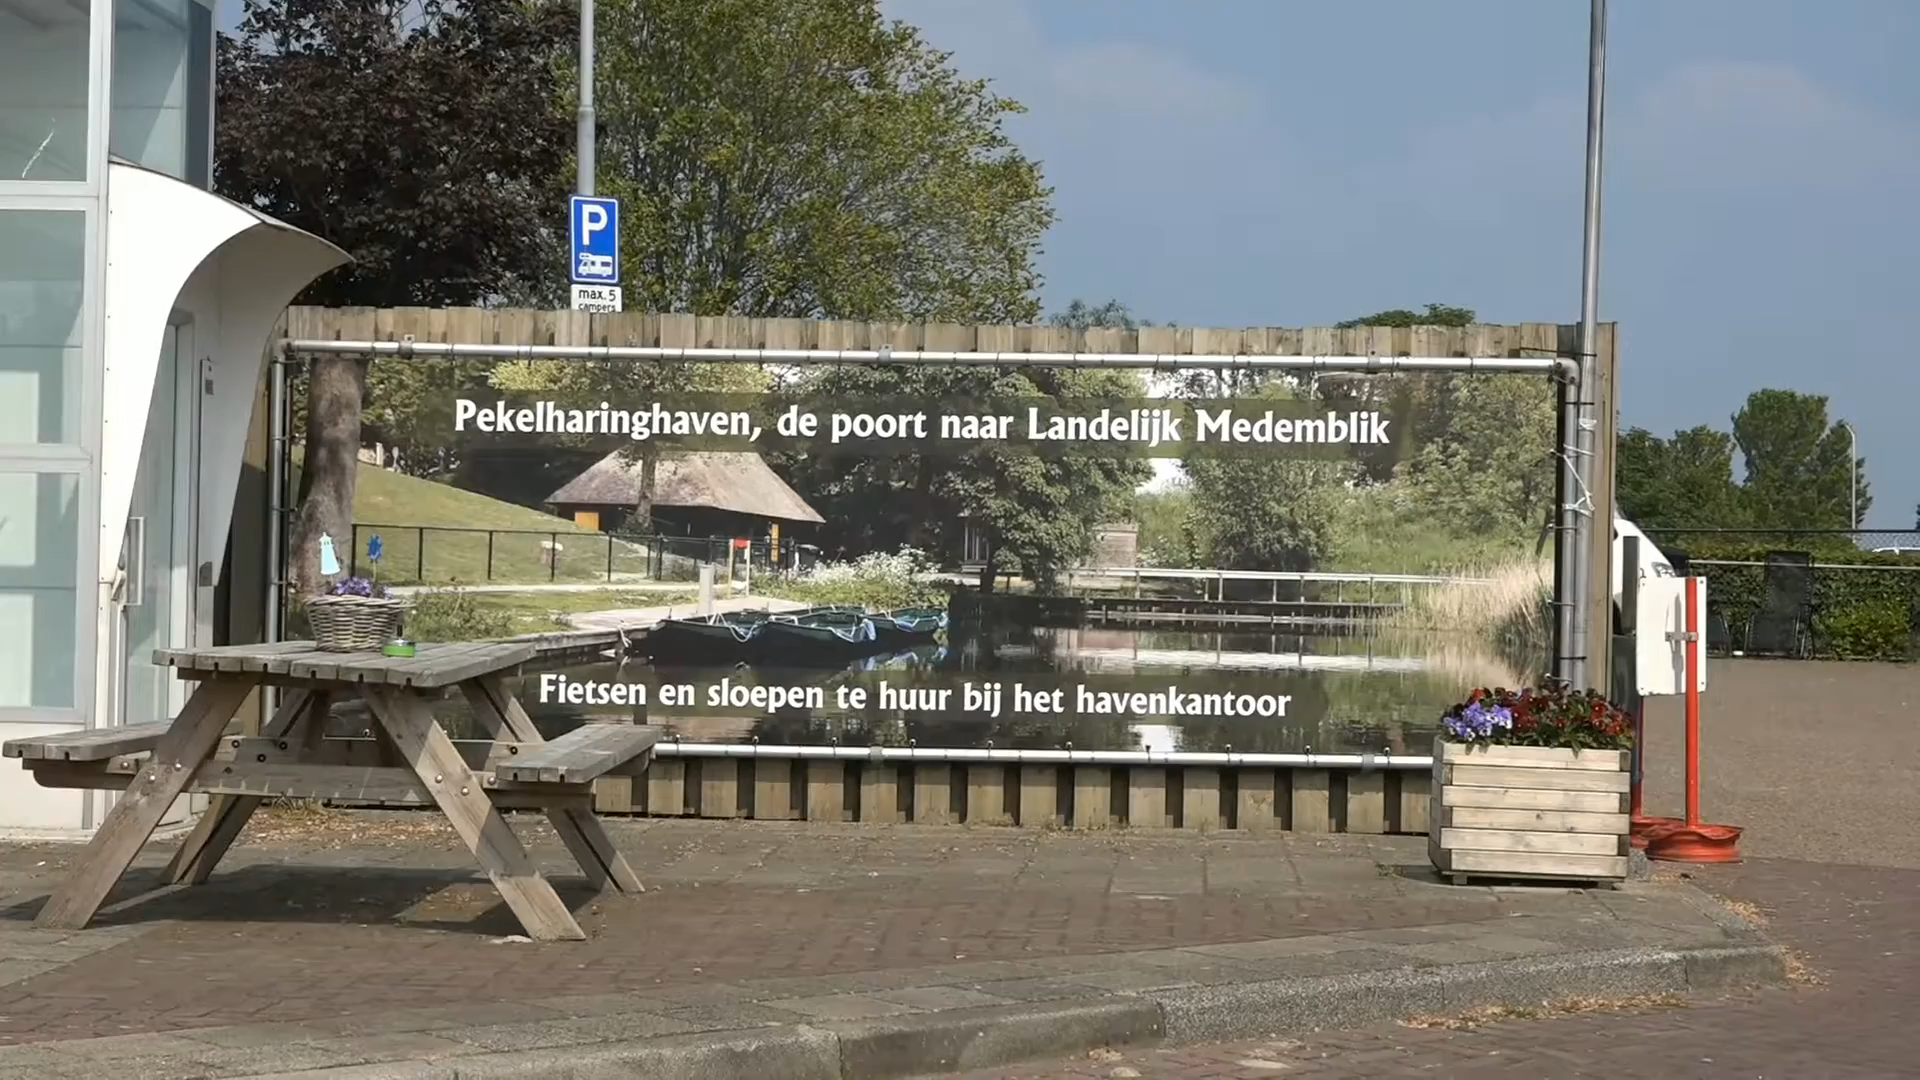 P
max. 5
campers
Pekelharinghaven, de poort naar Landelijk Medemblik
Fietsen en sloepen te huur bij het havenkantoor